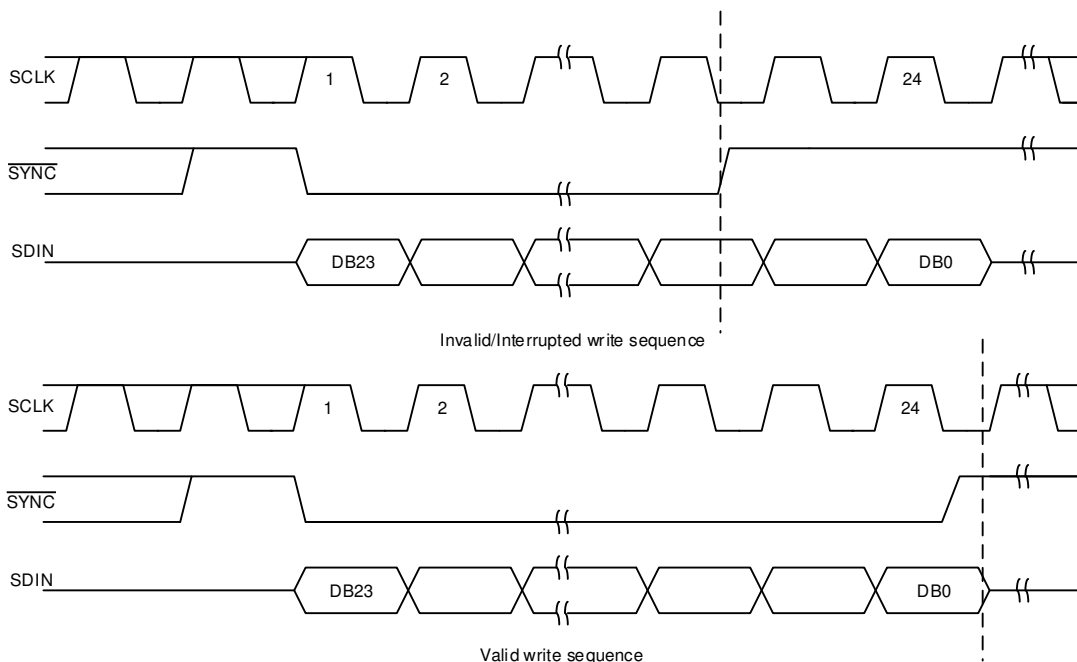 SCLK
1
2
24
SYNC
SDIN
DB23
DB0
Invalid/Interrupted write sequence
SCLK
1
2
24
SYNC
SDIN
DB23
DB0
Valid write sequence